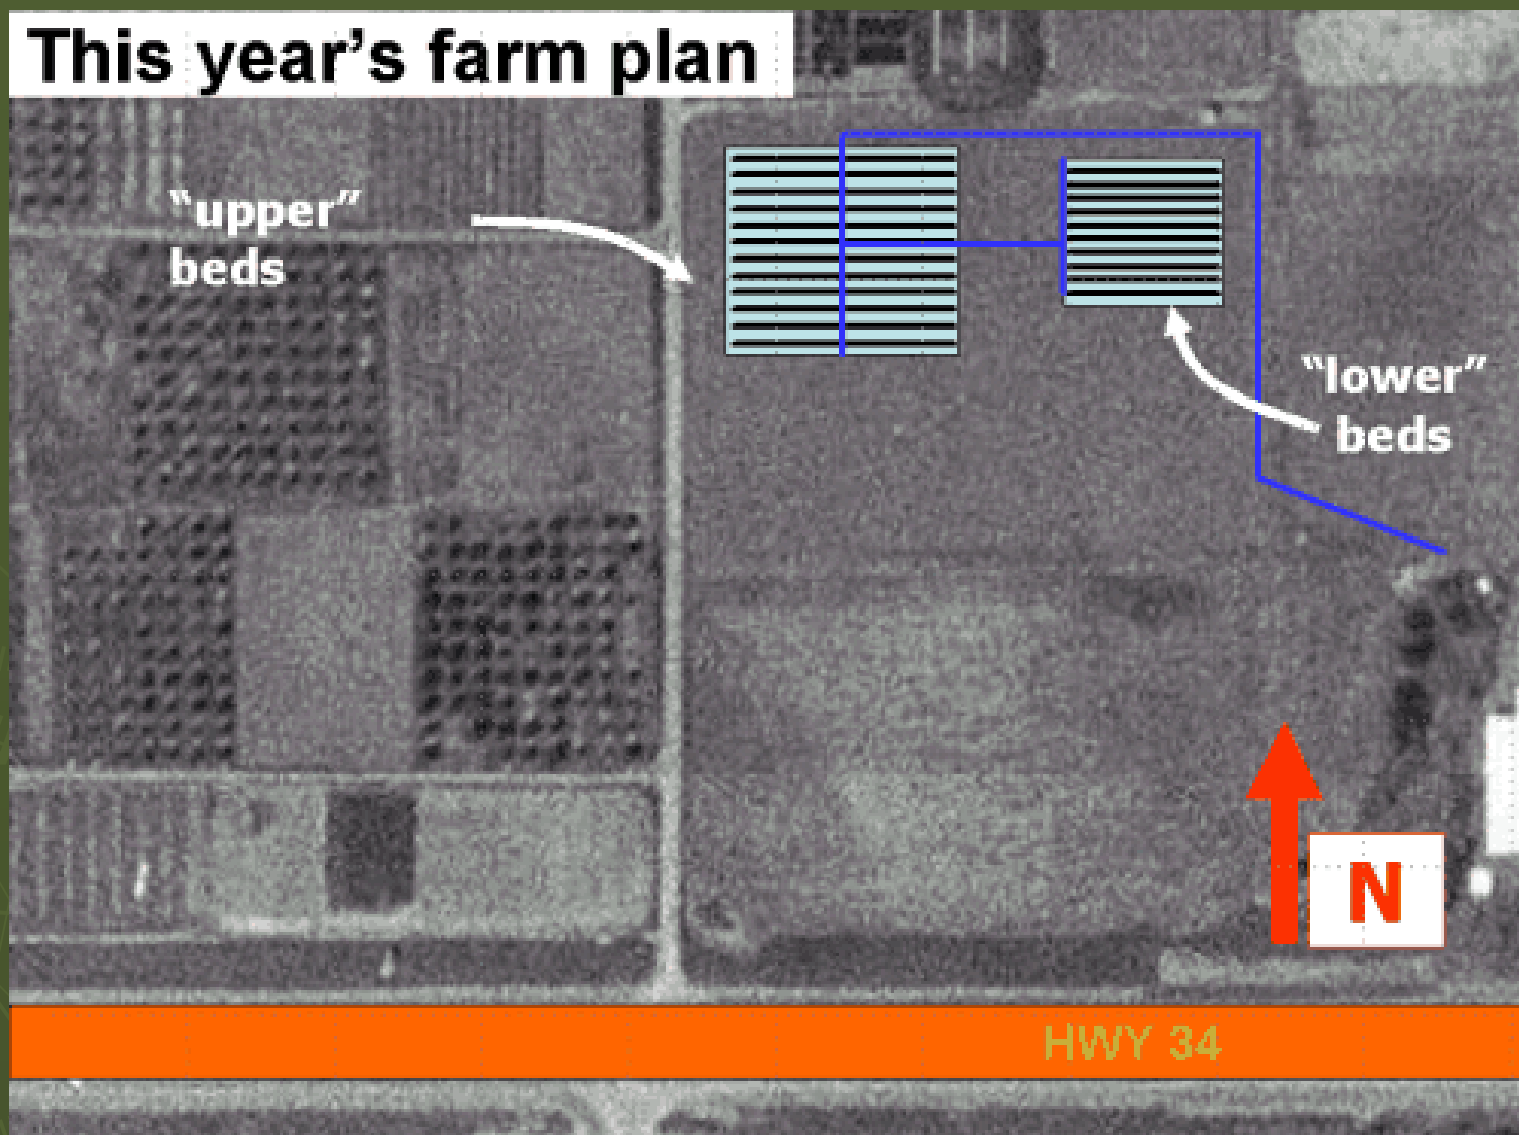 This year’s farm plan
“upper”
beds
“lower”
beds
N
HWY 34